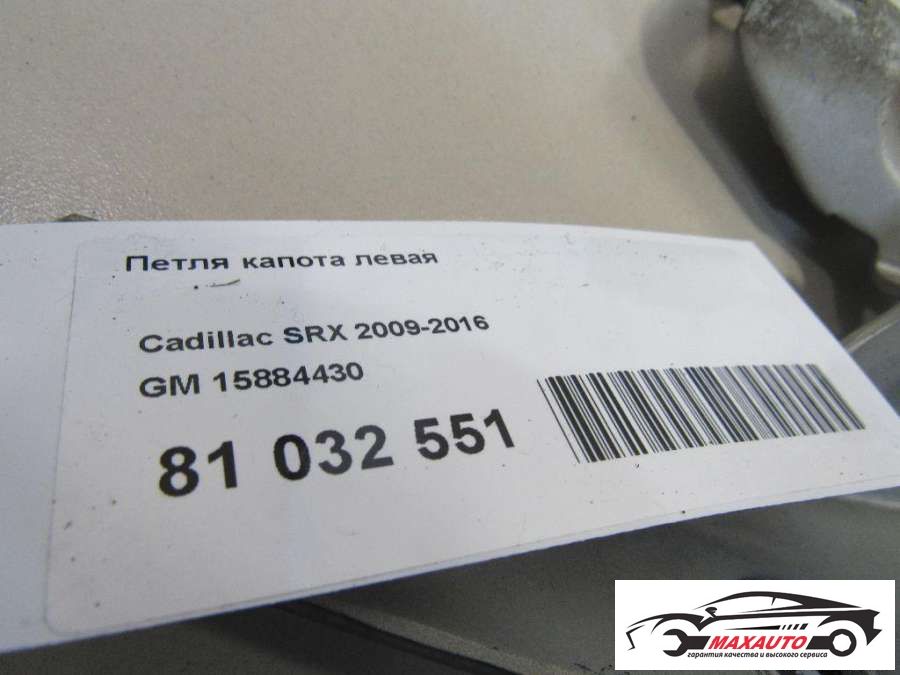 Петля капота левая
Cadillac SRX 2009-2016
GM 15884430
81 032 551
MAXAUTO
гарантия качества и высокого сервиса